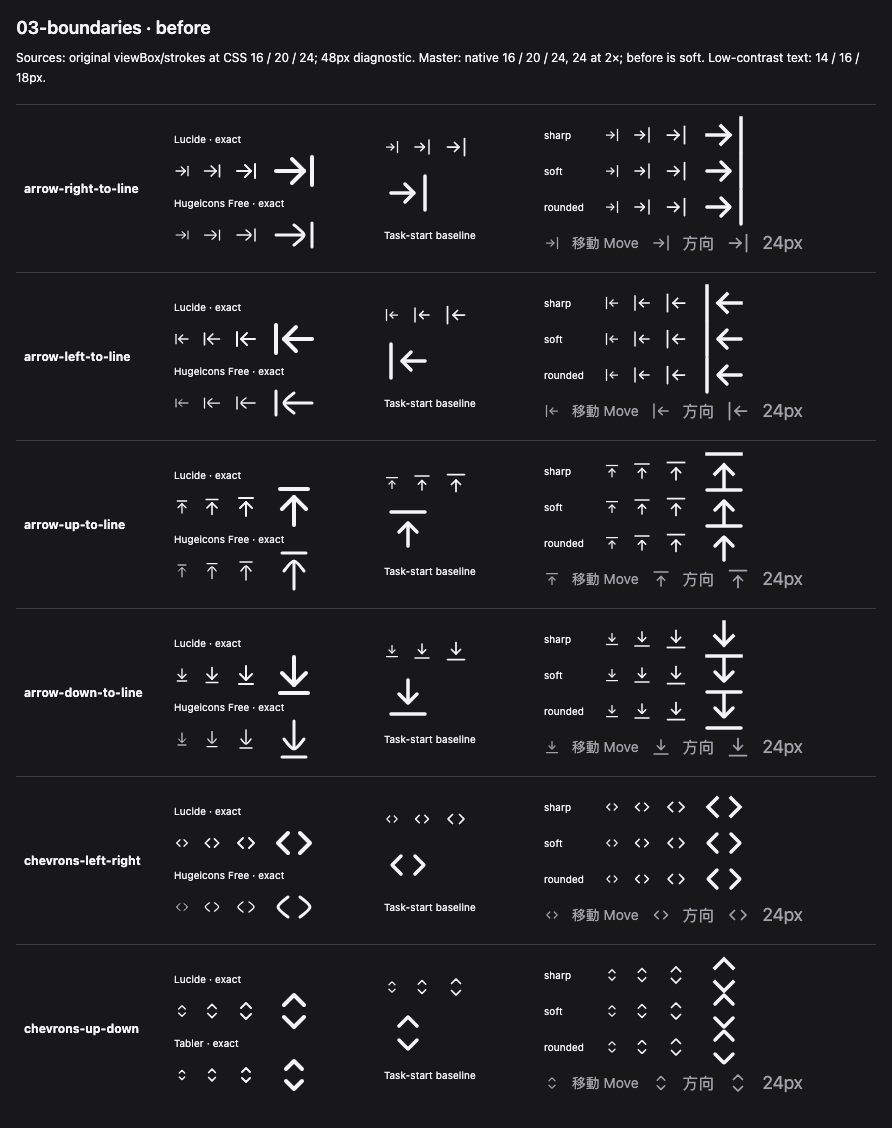 03-boundaries · before
Sources: original viewBox/strokes at CSS 16 / 20 / 24; 48px diagnostic. Master: native 16 / 20 / 24, 24 at 2×; before is soft. Low-contrast text: 14 / 16 /
18px.
arrow-right-to-line
Lucide · exact
Hugeicons Free · exact
Task-start baseline
sharp
soft
rounded
移動 Move 方向 24px
arrow-left-to-line
Lucide · exact
Hugeicons Free · exact
Task-start baseline
sharp
soft
rounded
移動 Move 方向 24px
arrow-up-to-line
Lucide · exact
Hugeicons Free · exact
Task-start baseline
sharp
soft
rounded
移動 Move 方向 24px
arrow-down-to-line
Lucide · exact
Hugeicons Free · exact
Task-start baseline
sharp
soft
rounded
移動 Move 方向 24px
chevrons-left-right
Lucide · exact
Hugeicons Free · exact
Task-start baseline
sharp
soft
rounded
移動 Move 方向 24px
chevrons-up-down
Lucide · exact
Tabler · exact
Task-start baseline
sharp
soft
rounded
移動 Move 方向 24px